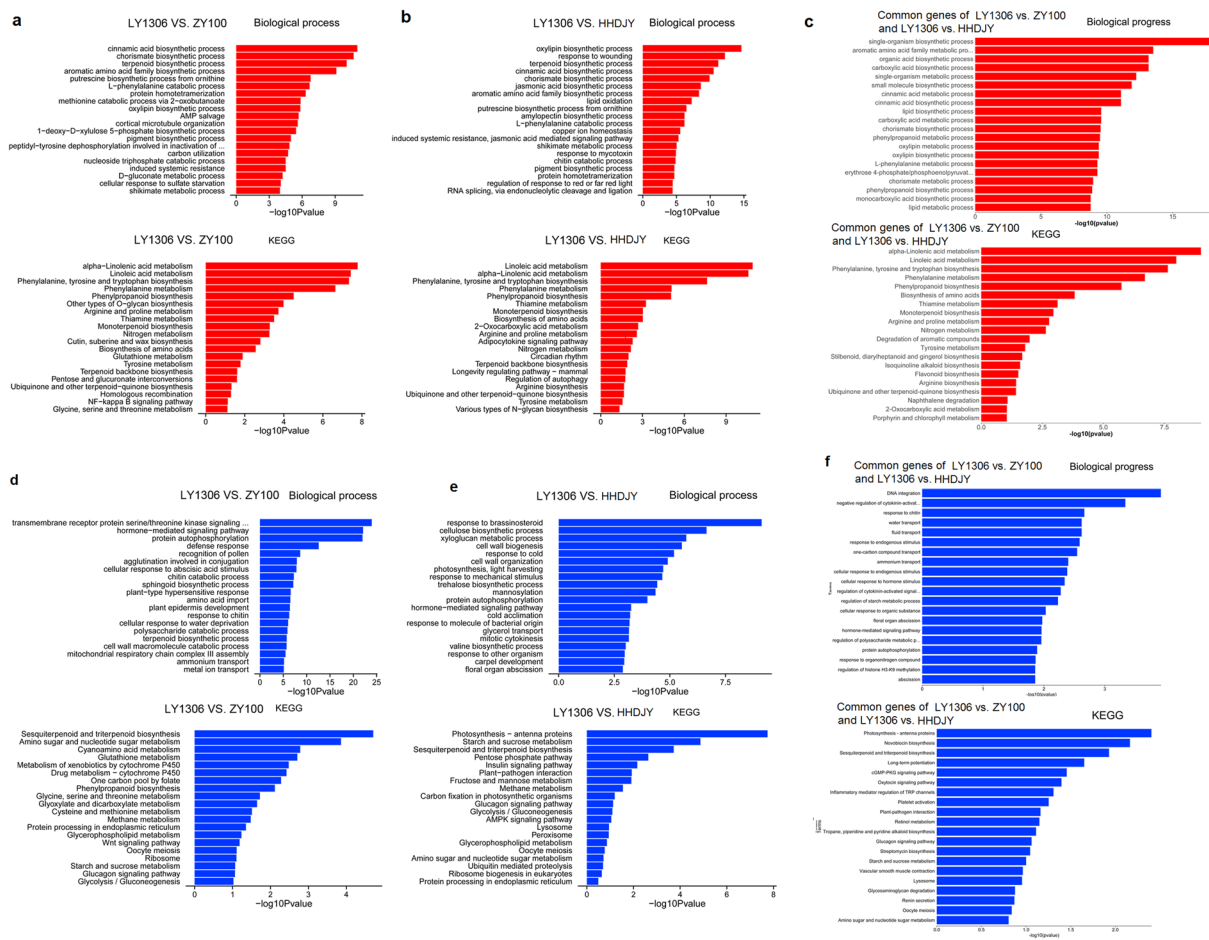 a
LY1306 VS. ZY100 Biological process
cinnamic acid biosynthetic process
chorismate biosynthetic process
terpenoid biosynthetic process
aromatic amino acid family biosynthetic process
putrescine biosynthetic process from ornithine
L−phenylalanine catabolic process
protein homotetramerization
methionine catabolic process via 2−oxobutanoate
oxylipin biosynthetic process
AMP salvage
cortical microtubule organization
1−deoxy−D−xylulose 5−phosphate biosynthetic process
pigment biosynthetic process
peptidyl−tyrosine dephosphorylation involved in inactivation of ...
carbon utilization
nucleoside triphosphate catabolic process
induced systemic resistance
D−gluconate metabolic process
cellular response to sulfate starvation
shikimate metabolic process
0 3 6 9
−log10Pvalue
LY1306 VS. ZY100 KEGG
alpha−Linolenic acid metabolism
Linoleic acid metabolism
Phenylalanine, tyrosine and tryptophan biosynthesis
Phenylalanine metabolism
Phenylpropanoid biosynthesis
Other types of O−glycan biosynthesis
Arginine and proline metabolism
Thiamine metabolism
Monoterpenoid biosynthesis
Nitrogen metabolism
Cutin, suberine and wax biosynthesis
Biosynthesis of amino acids
Glutathione metabolism
Tyrosine metabolism
Terpenoid backbone biosynthesis
Pentose and glucuronate interconversions
Ubiquinone and other terpenoid−quinone biosynthesis
Homologous recombination
NF−kappa B signaling pathway
Glycine, serine and threonine metabolism
0 2 4 6 8
−log10Pvalue
b
LY1306 VS. HHDJY Biological process
oxylipin biosynthetic process
response to wounding
terpenoid biosynthetic process
cinnamic acid biosynthetic process
chorismate biosynthetic process
jasmonic acid biosynthetic process
aromatic amino acid family biosynthetic process
lipid oxidation
putrescine biosynthetic process from ornithine
amylopectin biosynthetic process
L−phenylalanine catabolic process
copper ion homeostasis
induced systemic resistance, jasmonic acid mediated signaling pathway
shikimate metabolic process
response to mycotoxin
chitin catabolic process
pigment biosynthetic process
protein homotetramerization
regulation of response to red or far red light
RNA splicing, via endonucleolytic cleavage and ligation
0 5 10 15
−log10Pvalue
LY1306 VS. HHDJY KEGG
Linoleic acid metabolism
alpha−Linolenic acid metabolism
Phenylalanine, tyrosine and tryptophan biosynthesis
Phenylalanine metabolism
Phenylpropanoid biosynthesis
Thiamine metabolism
Monoterpenoid biosynthesis
Biosynthesis of amino acids
2−Oxocarboxylic acid metabolism
Arginine and proline metabolism
Adipocytokine signaling pathway
Nitrogen metabolism
Circadian rhythm
Terpenoid backbone biosynthesis
Longevity regulating pathway − mammal
Regulation of autophagy
Arginine biosynthesis
Ubiquinone and other terpenoid−quinone biosynthesis
Tyrosine metabolism
Various types of N−glycan biosynthesis
0 3 6 9
−log10Pvalue
c
Common genes of LY1306 vs. ZY100
and LY1306 vs. HHDJY
Biological progress
single-organism biosynthetic process
aromatic amino acid family metabolic pro...
organic acid biosynthetic process
carboxylic acid biosynthetic process
single-organism metabolic process
small molecule biosynthetic process
cinnamic acid metabolic process
cinnamic acid biosynthetic process
lipid biosynthetic process
carboxylic acid metabolic process
chorismate biosynthetic process
phenylpropanoid metabolic process
oxylipin metabolic process
oxylipin biosynthetic process
L-phenylalanine metabolic process
erythrose 4-phosphate/phosphoenolpyruvat...
chorismate metabolic process
phenylpropanoid biosynthetic process
monocarboxylic acid biosynthetic process
lipid metabolic process
0 5 10 15
-log10(pvalue)
Common genes of LY1306 vs. ZY100
and LY1306 vs. HHDJY
KEGG
alpha-Linolenic acid metabolism
Linoleic acid metabolism
Phenylalanine, tyrosine and tryptophan biosynthesis
Phenylalanine metabolism
Phenylpropanoid biosynthesis
Biosynthesis of amino acids
Thiamine metabolism
Monoterpenoid biosynthesis
Arginine and proline metabolism
Nitrogen metabolism
Degradation of aromatic compounds
Tyrosine metabolism
Stilbenoid, diarylheptanoid and gingerol biosynthesis
Isoquinoline alkaloid biosynthesis
Flavonoid biosynthesis
Arginine biosynthesis
Ubiquinone and other terpenoid-quinone biosynthesis
Naphthalene degradation
2-Oxocarboxylic acid metabolism
Porphyrin and chlorophyll metabolism
0.0 2.5 5.0 7.5
-log10(pvalue)
d
LY1306 VS. ZY100 Biological process
transmembrane receptor protein serine/threonine kinase signaling ...
hormone−mediated signaling pathway
protein autophosphorylation
defense response
recognition of pollen
agglutination involved in conjugation
cellular response to abscisic acid stimulus
chitin catabolic process
sphingoid biosynthetic process
plant−type hypersensitive response
amino acid import
plant epidermis development
response to chitin
cellular response to water deprivation
polysaccharide catabolic process
terpenoid biosynthetic process
cell wall macromolecule catabolic process
mitochondrial respiratory chain complex III assembly
ammonium transport
metal ion transport
0 5 10 15 20 25
−log10Pvalue
LY1306 VS. ZY100 KEGG
Sesquiterpenoid and triterpenoid biosynthesis
Amino sugar and nucleotide sugar metabolism
Cyanoamino acid metabolism
Glutathione metabolism
Metabolism of xenobiotics by cytochrome P450
Drug metabolism − cytochrome P450
One carbon pool by folate
Phenylpropanoid biosynthesis
Glycine, serine and threonine metabolism
Glyoxylate and dicarboxylate metabolism
Cysteine and methionine metabolism
Methane metabolism
Protein processing in endoplasmic reticulum
Glycerophospholipid metabolism
Wnt signaling pathway
Oocyte meiosis
Ribosome
Starch and sucrose metabolism
Glucagon signaling pathway
Glycolysis / Gluconeogenesis
0 2 4
−log10Pvalue
e
LY1306 VS. HHDJY Biological process
response to brassinosteroid
cellulose biosynthetic process
xyloglucan metabolic process
cell wall biogenesis
response to cold
cell wall organization
photosynthesis, light harvesting
response to mechanical stimulus
trehalose biosynthetic process
mannosylation
protein autophosphorylation
hormone−mediated signaling pathway
cold acclimation
response to molecule of bacterial origin
glycerol transport
mitotic cytokinesis
valine biosynthetic process
response to other organism
carpel development
floral organ abscission
0.0 2.5 5.0 7.5
−log10Pvalue
LY1306 VS. HHDJY KEGG
Photosynthesis − antenna proteins
Starch and sucrose metabolism
Sesquiterpenoid and triterpenoid biosynthesis
Pentose phosphate pathway
Insulin signaling pathway
Plant−pathogen interaction
Fructose and mannose metabolism
Methane metabolism
Carbon fixation in photosynthetic organisms
Glucagon signaling pathway
Glycolysis / Gluconeogenesis
AMPK signaling pathway
Lysosome
Peroxisome
Glycerophospholipid metabolism
Oocyte meiosis
Amino sugar and nucleotide sugar metabolism
Ubiquitin mediated proteolysis
Ribosome biogenesis in eukaryotes
Protein processing in endoplasmic reticulum
0 2 4 6 8
−log10Pvalue
f
Common genes of LY1306 vs. ZY100
and LY1306 vs. HHDJY
Biological progress
DNA integration
negative regulation of cytokinin-activat...
response to chitin
water transport
fluid transport
response to endogenous stimulus
one-carbon compound transport
ammonium transport
cellular response to endogenous stimulus
cellular response to hormone stimulus
regulation of cytokinin-activated signal...
regulation of starch metabolic process
cellular response to organic substance
floral organ abscission
hormone-mediated signaling pathway
regulation of polysaccharide metabolic p...
protein autophosphorylation
response to organonitrogen compound
regulation of histone H3-K9 methylation
abscission
0 1 2 3
-log10(pvalue)
Common genes of LY1306 vs. ZY100
and LY1306 vs. HHDJY
KEGG
Photosynthesis - antenna proteins
Novobiocin biosynthesis
Sesquiterpenoid and triterpenoid biosynthesis
Long-term potentiation
cGMP-PKG signaling pathway
Oxytocin signaling pathway
Inflammatory mediator regulation of TRP channels
Platelet activation
Plant-pathogen interaction
Retinol metabolism
Tropane, piperidine and pyridine alkaloid biosynthesis
Glucagon signaling pathway
Streptomycin biosynthesis
Starch and sucrose metabolism
Vascular smooth muscle contraction
Lysosome
Glycosaminoglycan degradation
Renin secretion
Oocyte meiosis
Amino sugar and nucleotide sugar metabolism
0.0 0.5 1.0 1.5 2.0
-log10(pvalue)